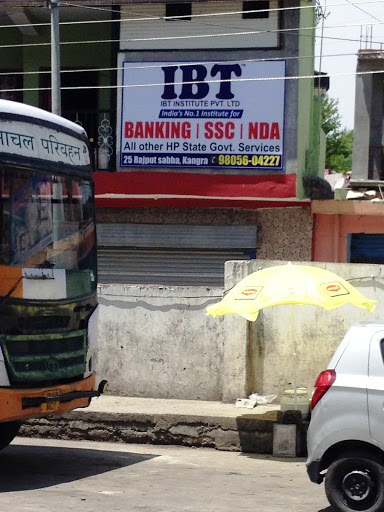 IBT
IBT INSTITUTE PVT. LTD
India's No.1 Institute for
BANKING | SSC | NDA
All other HP State Govt. Services
25 Rajput sabha, Kangra 98056-04227
माचल परिवहन